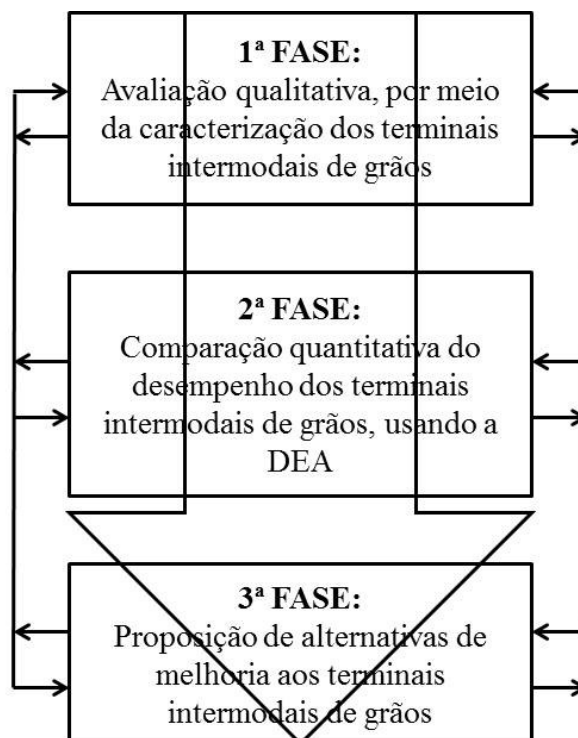 1ª FASE:
Avaliação qualitativa, por meio
da caracterização dos terminais
intermodais de grãos
2ª FASE:
Comparação quantitativa do
desempenho dos terminais
intermodais de grãos, usando a
DEA
3ª FASE:
Proposição de alternativas de
melhoria aos terminais
intermodais de grãos